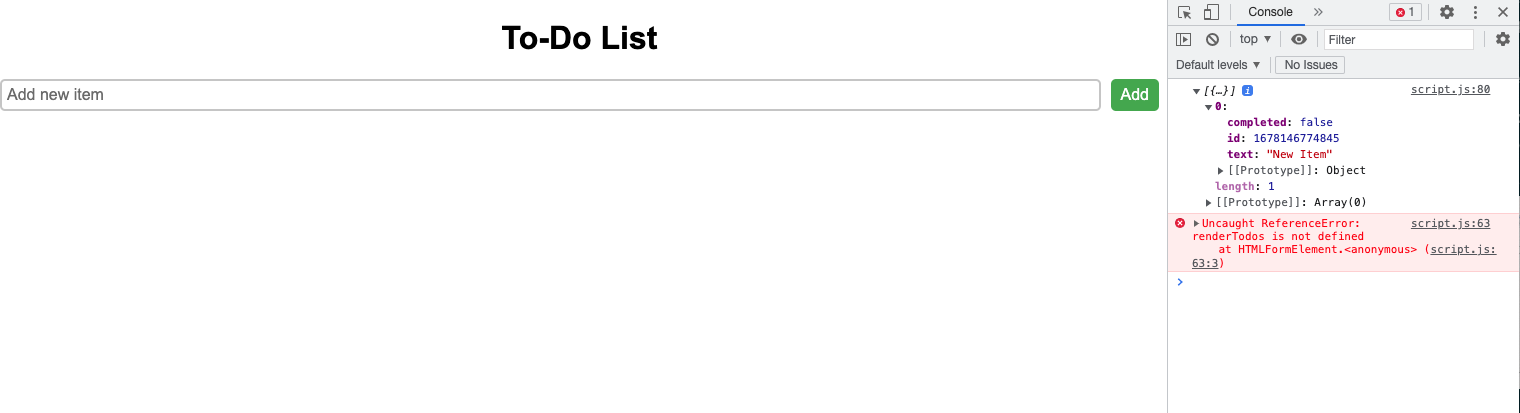 To-Do List
Add new item
Add
Console
1
top
Filter
Default levels
No Issues
[{…}] i script.js:80
0:
completed: false
id: 1678146774845
text: "New Item"
[[Prototype]]: Object
length: 1
[[Prototype]]: Array(0)
Uncaught ReferenceError: script.js:63
renderTodos is not defined
at HTMLFormElement.<anonymous> (script.js:
63:3)